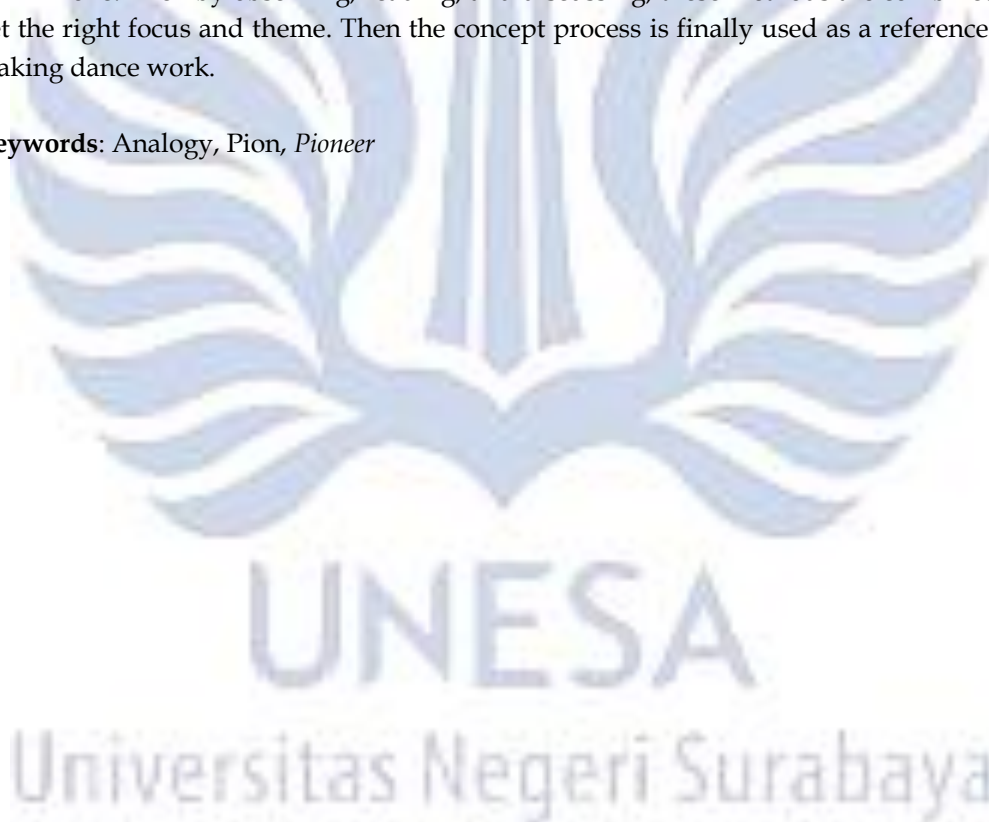 et the right focus and theme. Then the concept process is finally used as a reference
aking dance work.
eywords: Analogy, Pion, Pioneer
UNESA
Universitas Negeri Surabaya